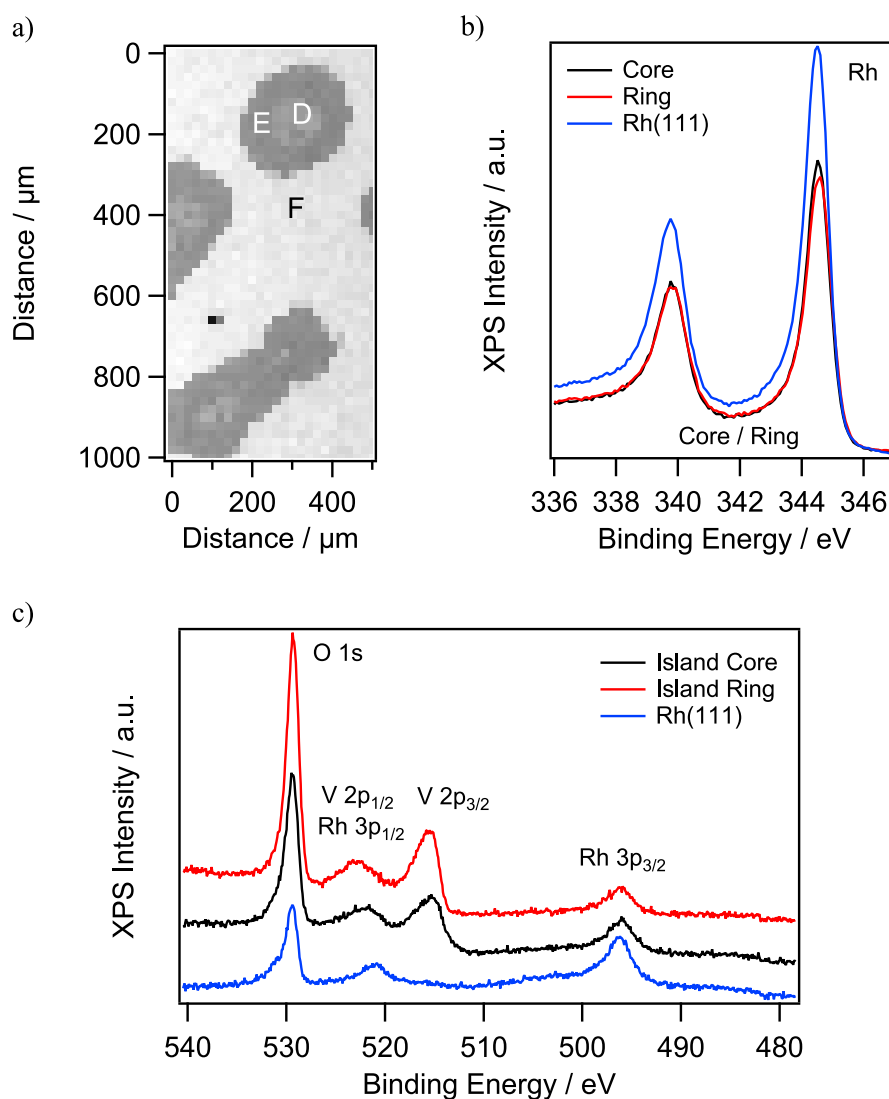 a)
0
200
400
600
800
1000
Distance / µm
E
D
F
0
200
400
Distance / µm
b)
Core
Ring
Rh(111)
Rh
Core / Ring
XPS Intensity / a.u.
336
338
340
342
344
346
Binding Energy / eV
c)
O 1s
V 2p1/2
Rh 3p1/2
V 2p3/2
Rh 3p3/2
Island Core
Island Ring
Rh(111)
XPS Intensity / a.u.
540
530
520
510
500
490
480
Binding Energy / eV